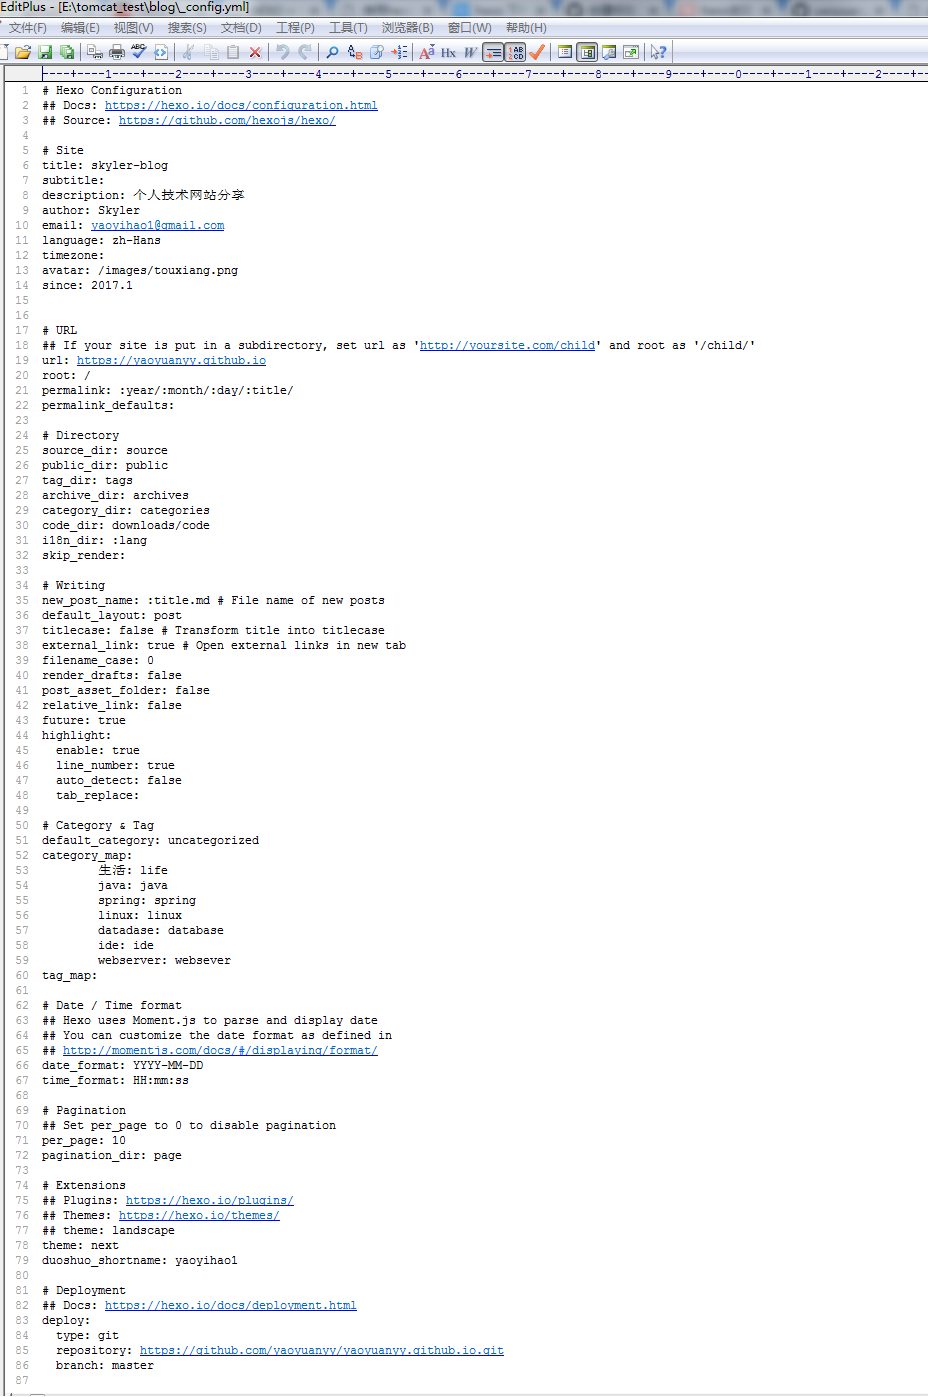 EditPlus - [E:\tomcat_test\blog\_config.yml]
文件(F) 编辑(E) 视图(V) 搜索(S) 文档(D) 工程(P) 工具(T) 浏览器(B) 窗口(W) 帮助(H)
----+----1----+----2----+----3----+----4----+----5----+----6----+----7----+----8----+----9----+----0----+----1----+----2----+-
1 # Hexo Configuration
2 ## Docs: https://hexo.io/docs/configuration.html
3 ## Source: https://github.com/hexojs/hexo/
4
5 # Site
6 title: skyler-blog
7 subtitle:
8 description: 个人技术网站分享
9 author: Skyler
10 email: yaoyihao1@gmail.com
11 language: zh-Hans
12 timezone:
13 avatar: /images/touxiang.png
14 since: 2017.1
15
16
17 # URL
18 ## If your site is put in a subdirectory, set url as 'http://yoursite.com/child' and root as '/child/'
19 url: https://yaoyuanyy.github.io
20 root: /
21 permalink: :year/:month/:day/:title/
22 permalink_defaults:
23
24 # Directory
25 source_dir: source
26 public_dir: public
27 tag_dir: tags
28 archive_dir: archives
29 category_dir: categories
30 code_dir: downloads/code
31 i18n_dir: :lang
32 skip_render:
33
34 # Writing
35 new_post_name: :title.md # File name of new posts
36 default_layout: post
37 titlecase: false # Transform title into titlecase
38 external_link: true # Open external links in new tab
39 filename_case: 0
40 render_drafts: false
41 post_asset_folder: false
42 relative_link: false
43 future: true
44 highlight:
45   enable: true
46   line_number: true
47   auto_detect: false
48   tab_replace:
49
50 # Category & Tag
51 default_category: uncategorized
52 category_map:
53         生活: life
54         java: java
55         spring: spring
56         linux: linux
57         datadase: database
58         ide: ide
59         webserver: websever
60 tag_map:
61
62 # Date / Time format
63 ## Hexo uses Moment.js to parse and display date
64 ## You can customize the date format as defined in
65 ## http://momentjs.com/docs/#/displaying/format/
66 date_format: YYYY-MM-DD
67 time_format: HH:mm:ss
68
69 # Pagination
70 ## Set per_page to 0 to disable pagination
71 per_page: 10
72 pagination_dir: page
73
74 # Extensions
75 ## Plugins: https://hexo.io/plugins/
76 ## Themes: https://hexo.io/themes/
77 ## theme: landscape
78 theme: next
79 duoshuo_shortname: yaoyihao1
80
81 # Deployment
82 ## Docs: https://hexo.io/docs/deployment.html
83 deploy:
84   type: git
85   repository: https://github.com/yaoyuanyy/yaoyuanyy.github.io.git
86   branch: master
87